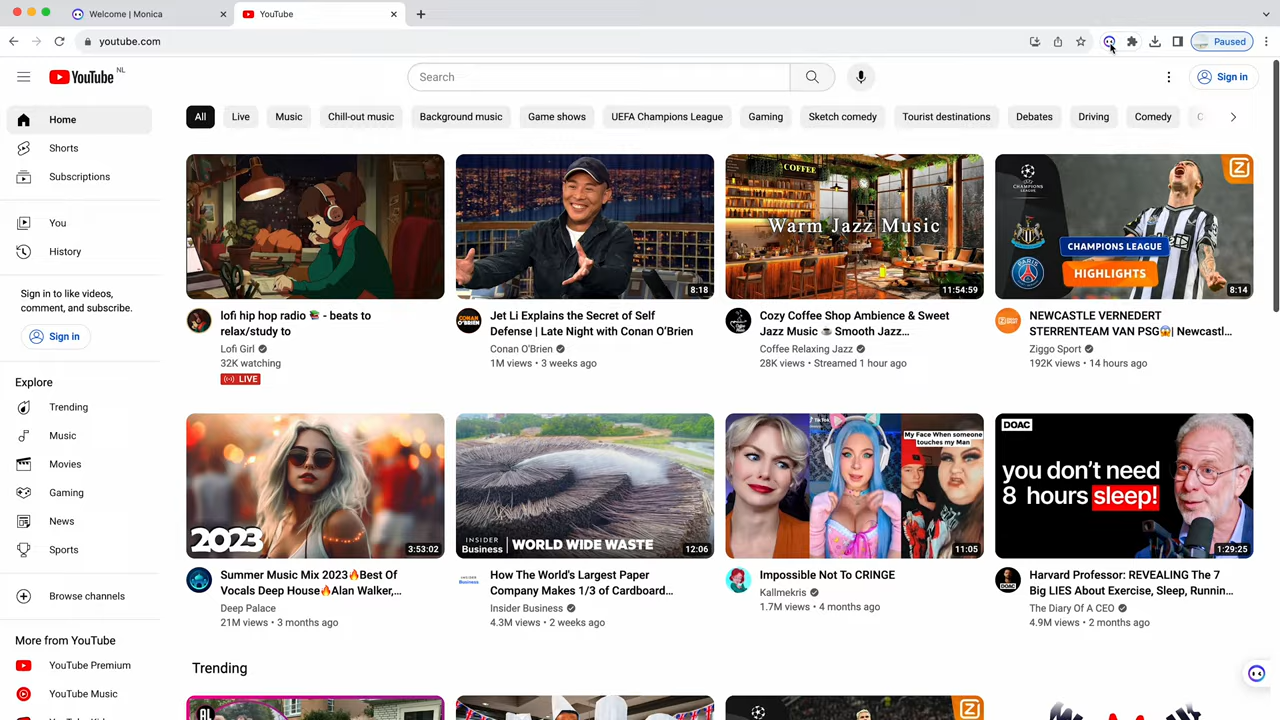 Welcome | Monica
YouTube
youtube.com
Paused
YouTube NL
Search
Sign in
Home
Shorts
Subscriptions
You
History
Sign in to like videos,
comment, and subscribe.
Sign in
Explore
Trending
Music
Movies
Gaming
News
Sports
Browse channels
More from YouTube
YouTube Premium
YouTube Music
All
Live
Music
Chill-out music
Background music
Game shows
UEFA Champions League
Gaming
Sketch comedy
Tourist destinations
Debates
Driving
Comedy
lofi hip hop radio 📚 - beats to
relax/study to
Lofi Girl
32K watching
LIVE
8:18
CONAN O'BRIEN
Jet Li Explains the Secret of Self
Defense | Late Night with Conan O’Brien
Conan O'Brien
1M views • 3 weeks ago
COFFEE
Warm Jazz Music
11:54:59
Cozy Coffee Shop Ambience & Sweet
Jazz Music ☕ Smooth Jazz...
Coffee Relaxing Jazz
28K views • Streamed 1 hour ago
CHAMPIONS
LEAGUE
PARIS
CHAMPIONS LEAGUE
HIGHLIGHTS
8:14
NEWCASTLE VERNEDERT
STERRENTEAM VAN PSG😱| Newcastl...
Ziggo Sport
192K views • 14 hours ago
2023
3:53:02
Summer Music Mix 2023🔥Best Of
Vocals Deep House🔥Alan Walker,...
Deep Palace
21M views • 3 months ago
INSIDER
Business
WORLD WIDE WASTE
12:06
How The World's Largest Paper
Company Makes 1/3 of Cardboard...
Insider Business
4.3M views • 2 weeks ago
TikTok
My Face When someone
touches my Man
11:05
Impossible Not To CRINGE
Kallmekris
1.7M views • 4 months ago
DOAC
you don’t need
8 hours sleep!
1:29:25
Harvard Professor: REVEALING The 7
Big LIES About Exercise, Sleep, Runnin...
The Diary Of A CEO
4.9M views • 2 months ago
Trending